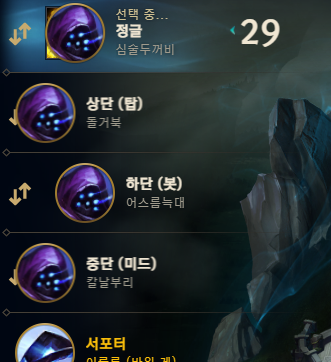 선택 중...
정글
심술두꺼비
29
상단 (탑)
돌거북
하단 (봇)
어스름늑대
중단 (미드)
칼날부리
서포터